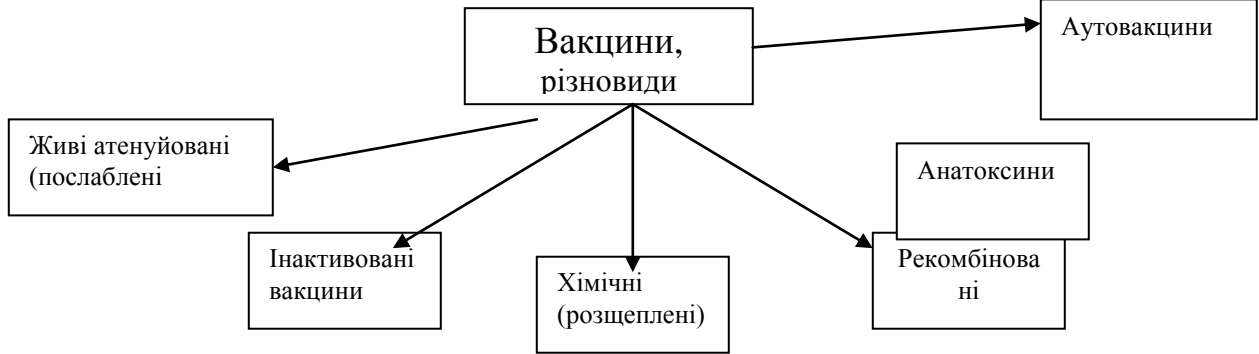 Вакцини,
різновиди
Аутовакцини
Живі атенуйовані
(послаблені
Анатоксини
Інактивовані
вакцини
Хімічні
(розщеплені)
Рекомбінова
ні